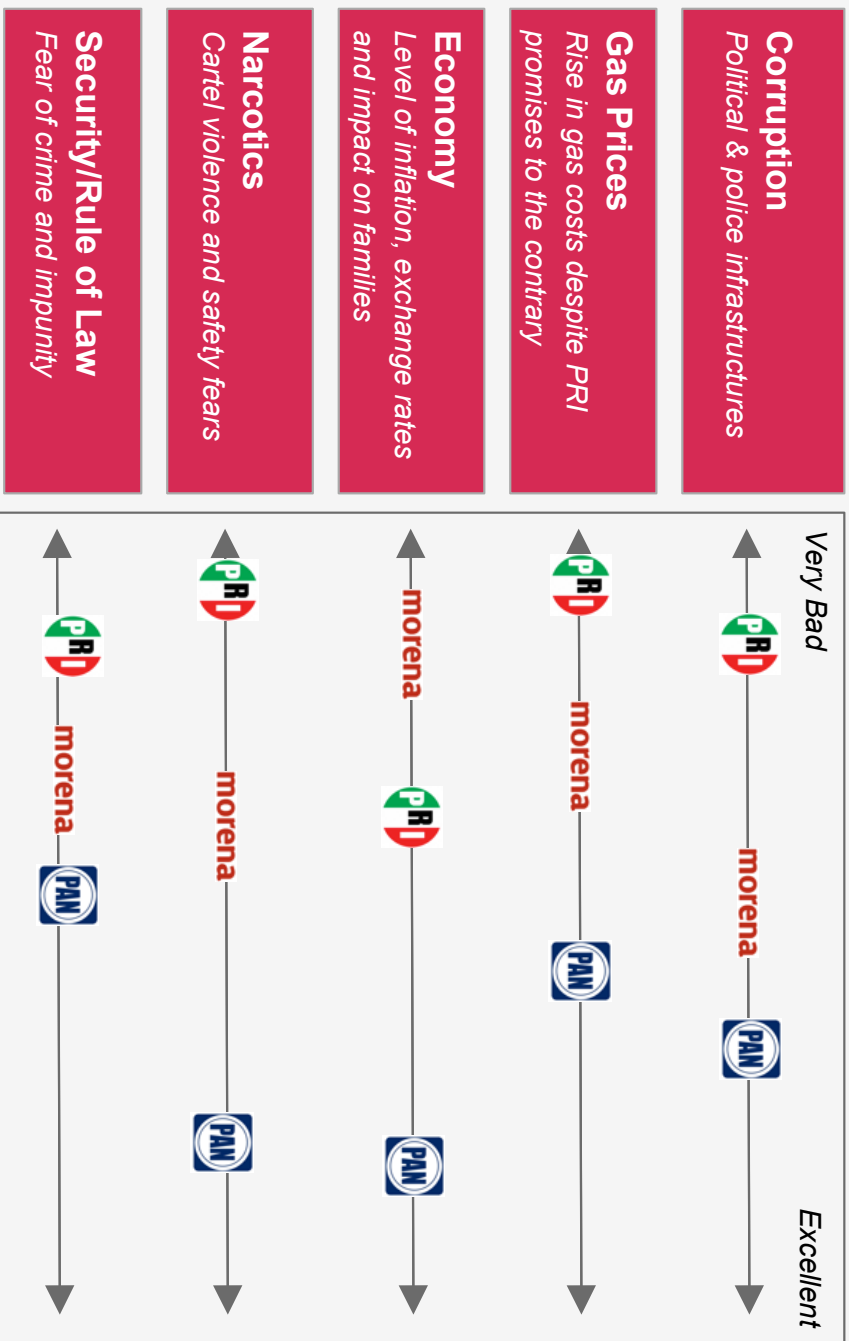 Very Bad
Excellent
Corruption
Political & police infrastructures
PRI
morena
PAN
Gas Prices
Rise in gas costs despite PRI
promises to the contrary
PRI
morena
PAN
Economy
Level of inflation, exchange rates
and impact on families
morena
PRI
PAN
Narcotics
Cartel violence and safety fears
PRI
morena
PAN
Security/Rule of Law
Fear of crime and impunity
PRI
morena
PAN